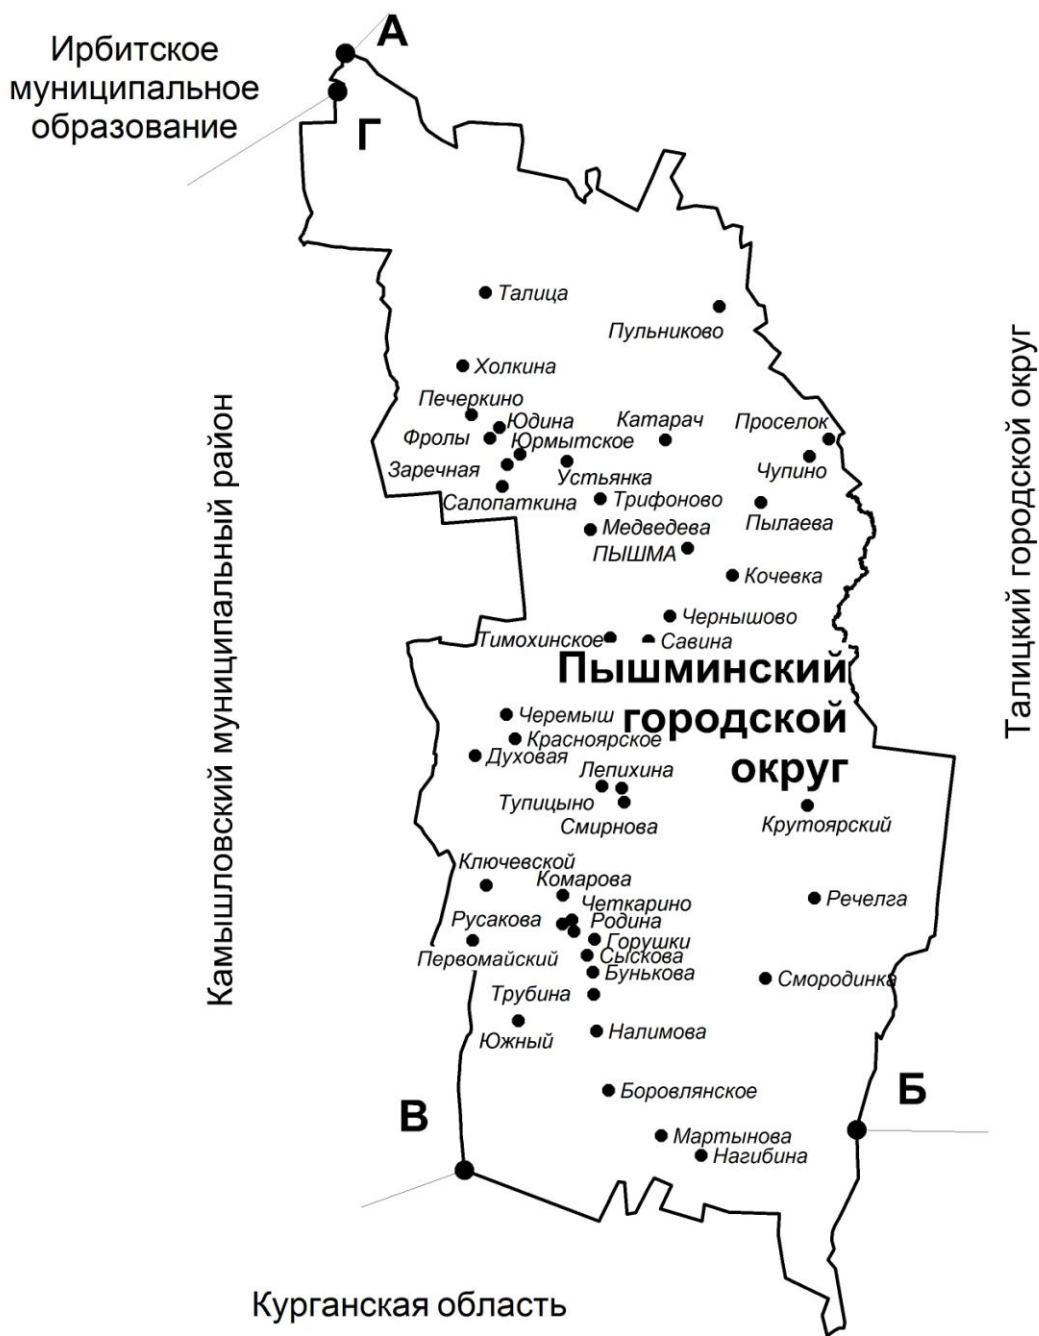 А
Ирбитское
муниципальное
образование
Г
Талица
Пульниково
Холкина
Печеркино
Юдина
Катарач
Проселок
Фролы
Юрмытское
Заречная
Устьянка
Чупино
Салопаткина
Трифоново
Пылаева
Медведева
ПЫШМА
Кочевка
Чернышово
Тимохинское
Савина
Пышминский
городской
округ
Черемыш
Красноярское
Духовая
Лепихина
Тупицыно
Смирнова
Крутоярский
Ключевской
Комарова
Речелга
Четкарино
Русакова
Родина
Горушки
Первомайский
Сыскова
Бунькова
Смородинка
Трубина
Южный
Налимова
Боровлянское
Б
В
Мартынова
Нагибина
Камышловский муниципальный район
Талицкий городской округ
Курганская область